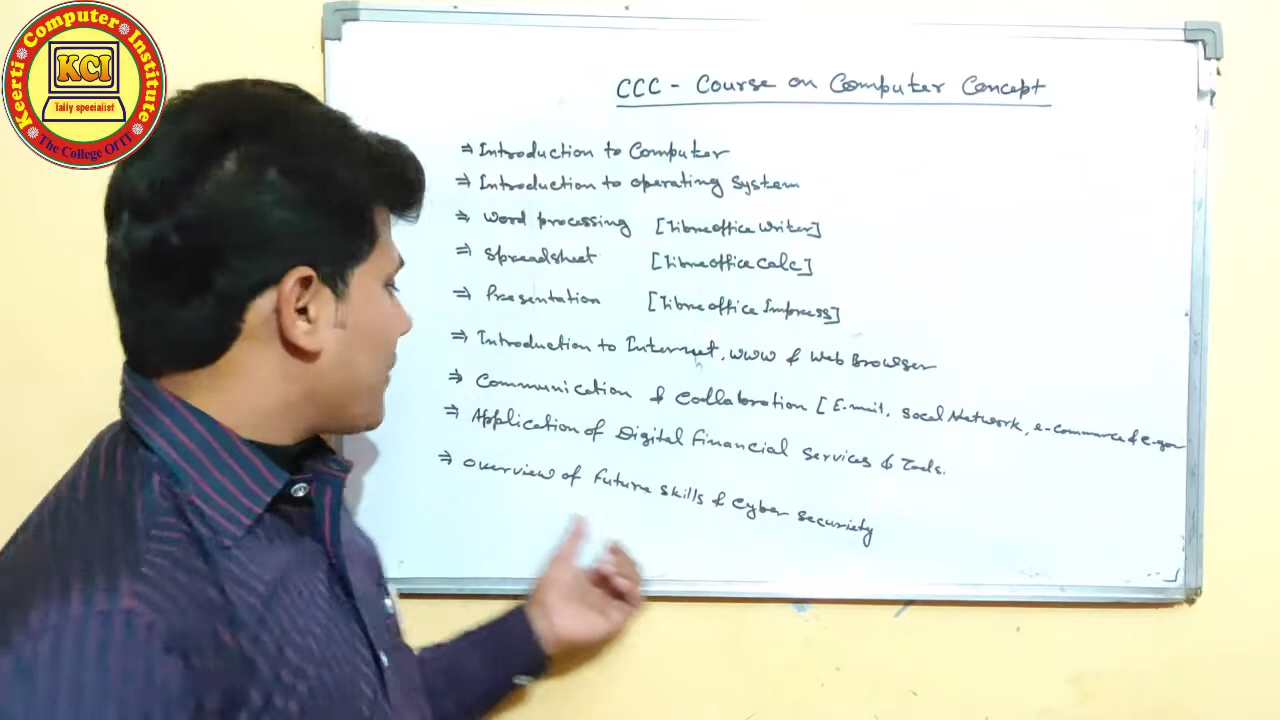 Keerti Computer Institute
KCI
Tally specialist
The College Of IT
CCC - Course on Computer Concept
⇒ Introduction to Computer
⇒ Introduction to operating System
⇒ Word processing [Libreoffice Writer]
⇒ Spreadsheet [Libreoffice Calc]
⇒ Presentation [Libreoffice Impress]
⇒ Introduction to Internet, WWW & Web Browser
⇒ Communication & Collaboration [E-mail, Socal Network, e-commerce & e-gov
⇒ Application of Digital Financial Services & Tools.
⇒ Overview of Future Skills & Cyber Securiety